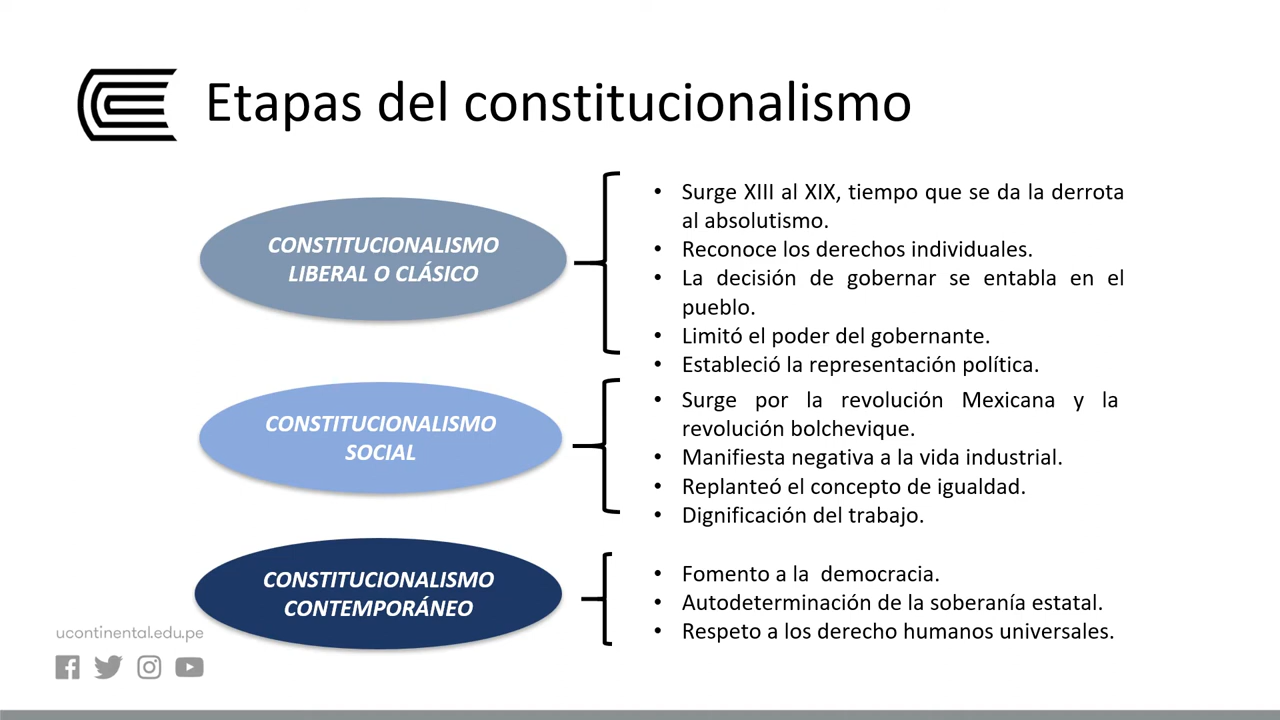 Etapas del constitucionalismo
CONSTITUCIONALISMO
LIBERAL O CLÁSICO
• Surge XIII al XIX, tiempo que se da la derrota
al absolutismo.
• Reconoce los derechos individuales.
• La decisión de gobernar se entabla en el
pueblo.
• Limitó el poder del gobernante.
• Estableció la representación política.
CONSTITUCIONALISMO
SOCIAL
• Surge por la revolución Mexicana y la
revolución bolchevique.
• Manifiesta negativa a la vida industrial.
• Replanteó el concepto de igualdad.
• Dignificación del trabajo.
CONSTITUCIONALISMO
CONTEMPORÁNEO
• Fomento a la  democracia.
• Autodeterminación de la soberanía estatal.
• Respeto a los derecho humanos universales.
ucontinental.edu.pe